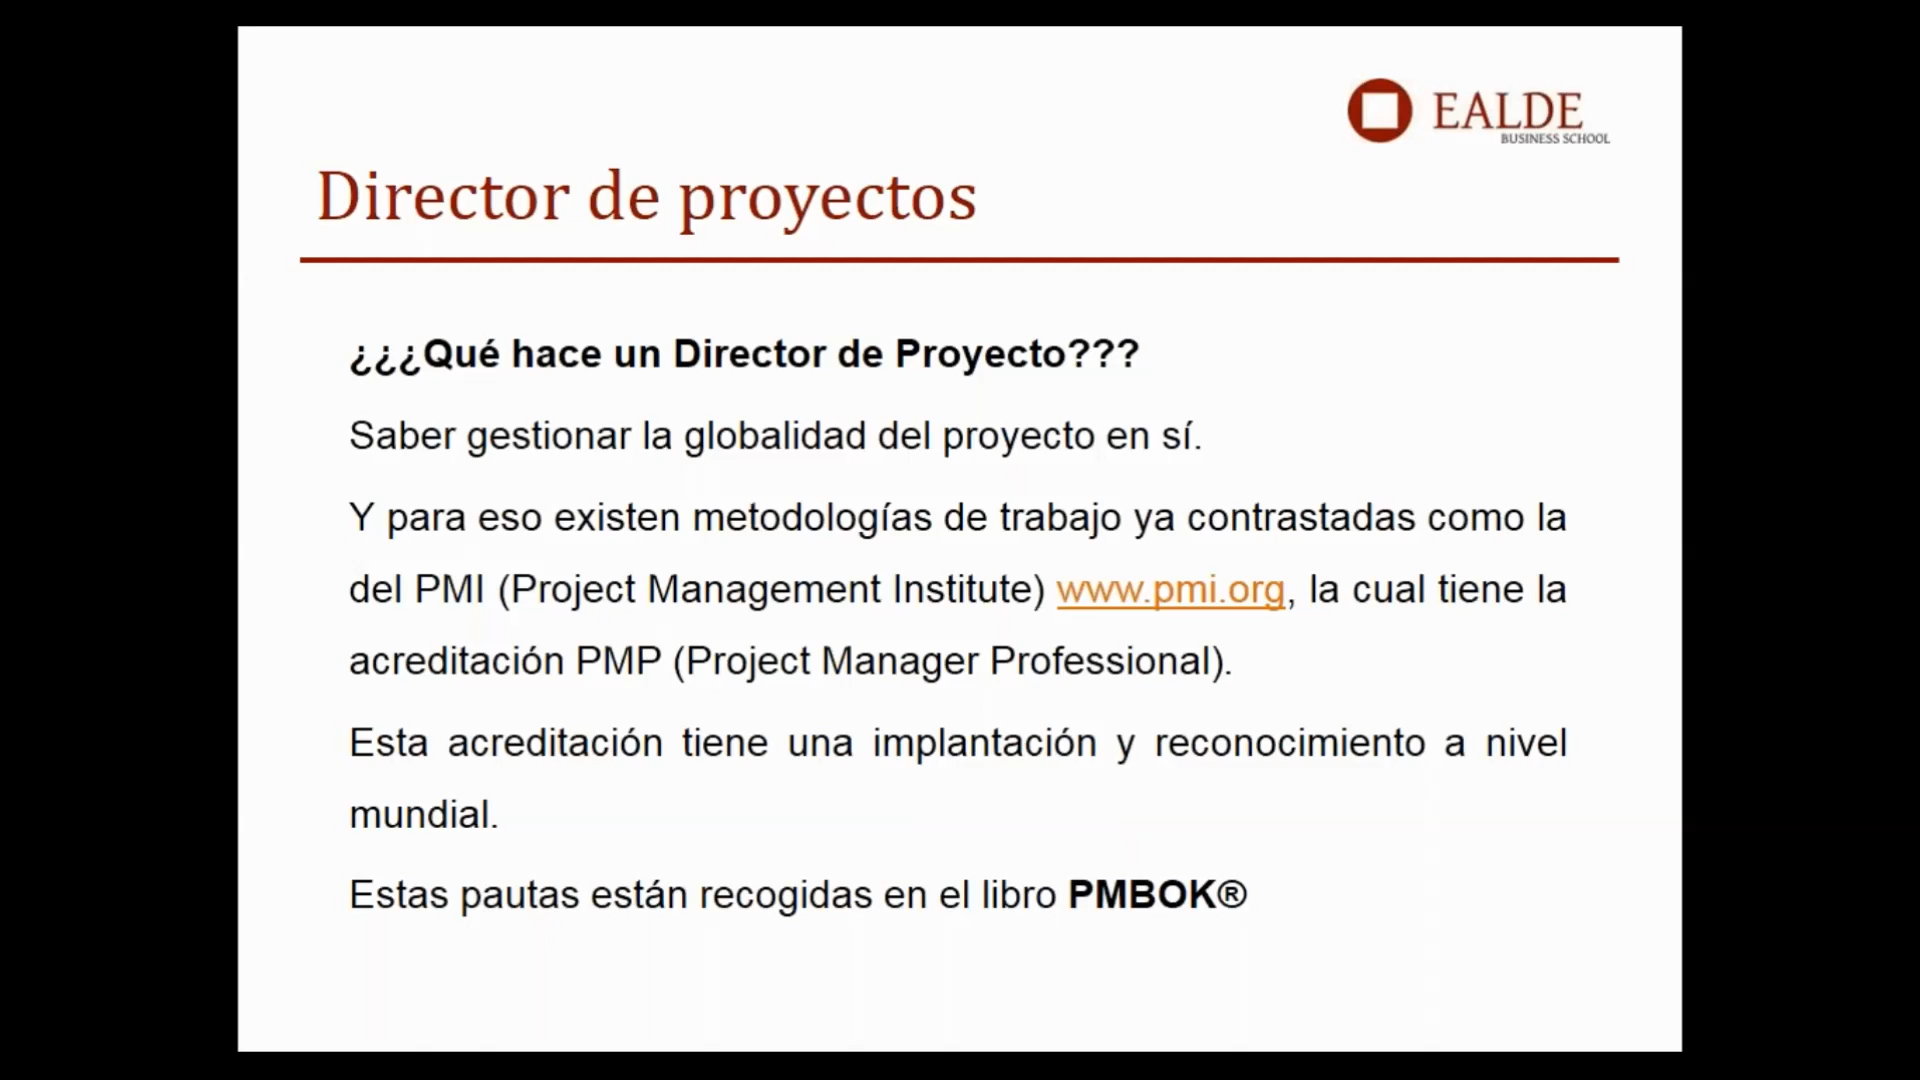 EALDE
BUSINESS SCHOOL
Director de proyectos
¿¿¿Qué hace un Director de Proyecto???
Saber gestionar la globalidad del proyecto en sí.
Y para eso existen metodologías de trabajo ya contrastadas como la
del PMI (Project Management Institute) www.pmi.org, la cual tiene la
acreditación PMP (Project Manager Professional).
Esta acreditación tiene una implantación y reconocimiento a nivel
mundial.
Estas pautas están recogidas en el libro PMBOK®